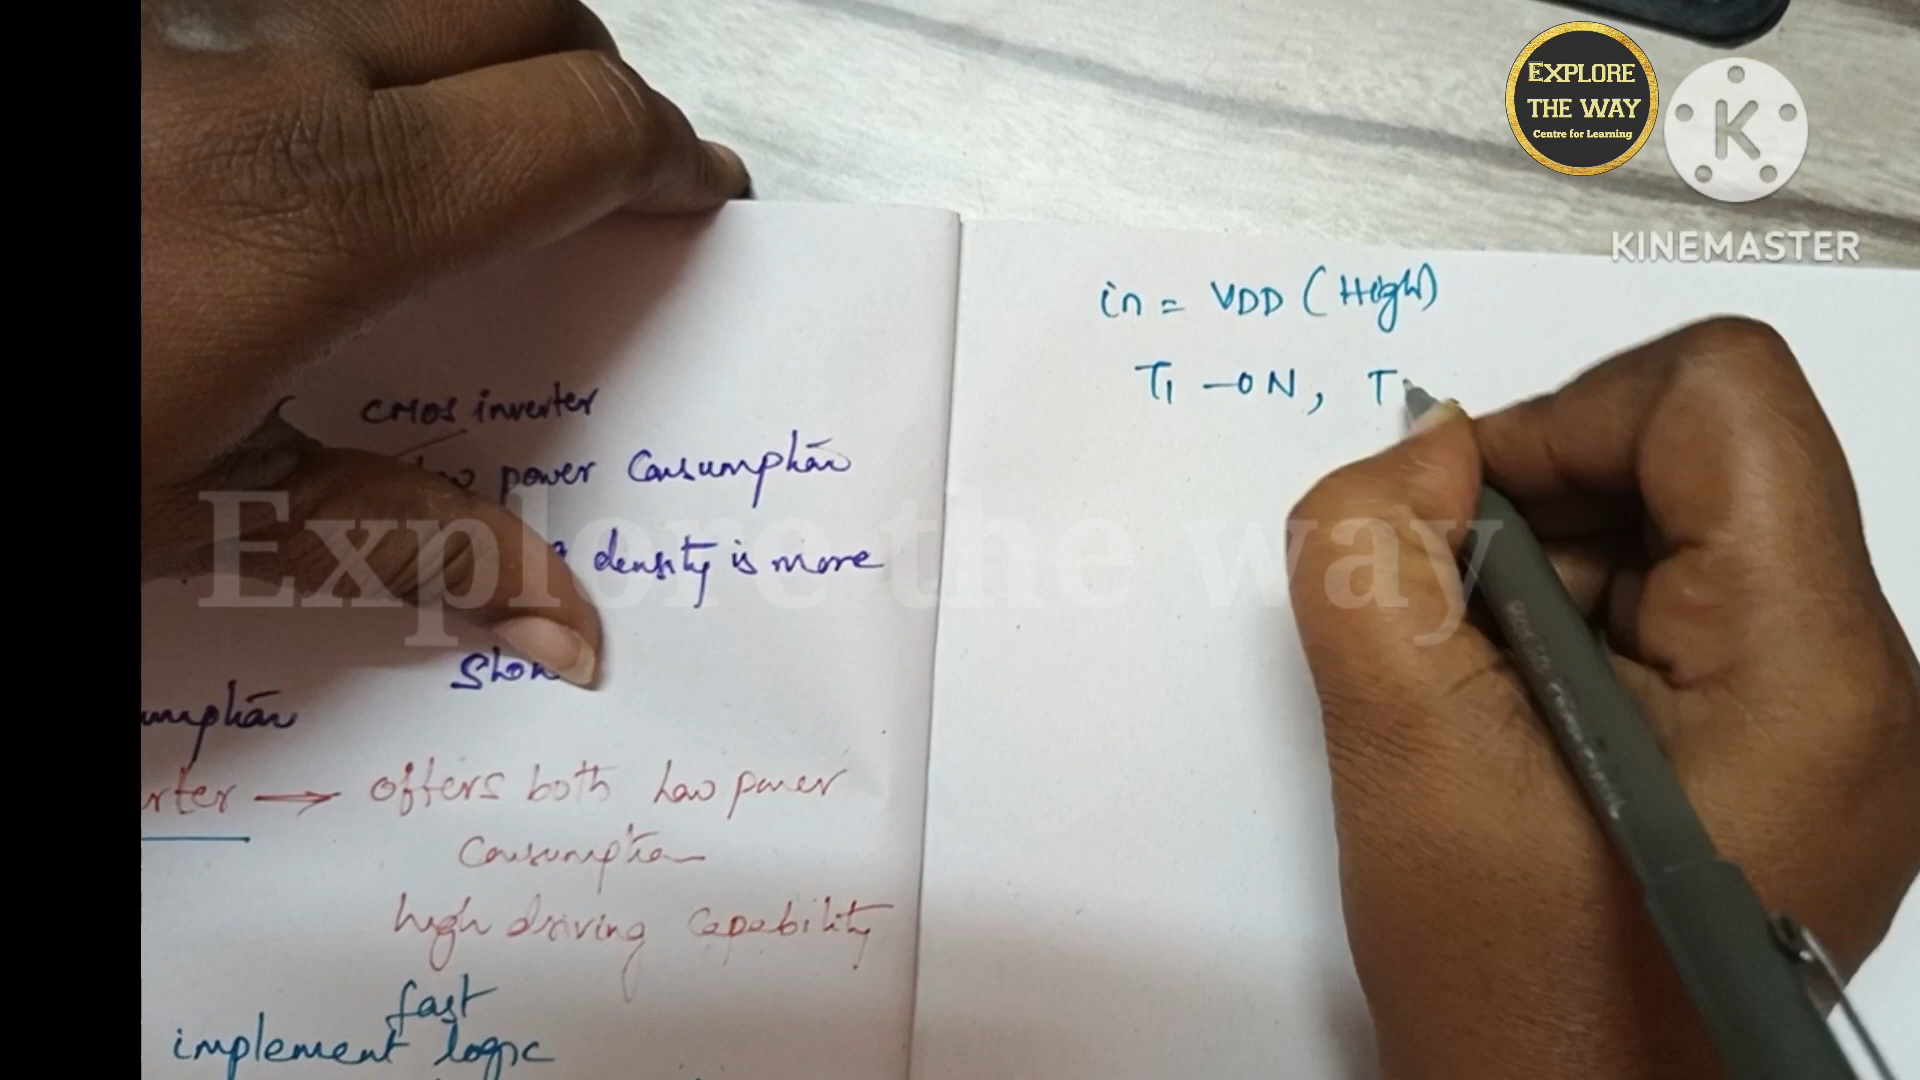 EXPLORE
THE WAY
Centre for Learning
K
KINEMASTER
CMOS inverter
power Consumption
density is more
Slow
umption
rter → offers both low power
Consumption
high driving capability
fast
implement logic
in = VDD (High)
T1 - ON, T
Explore the way